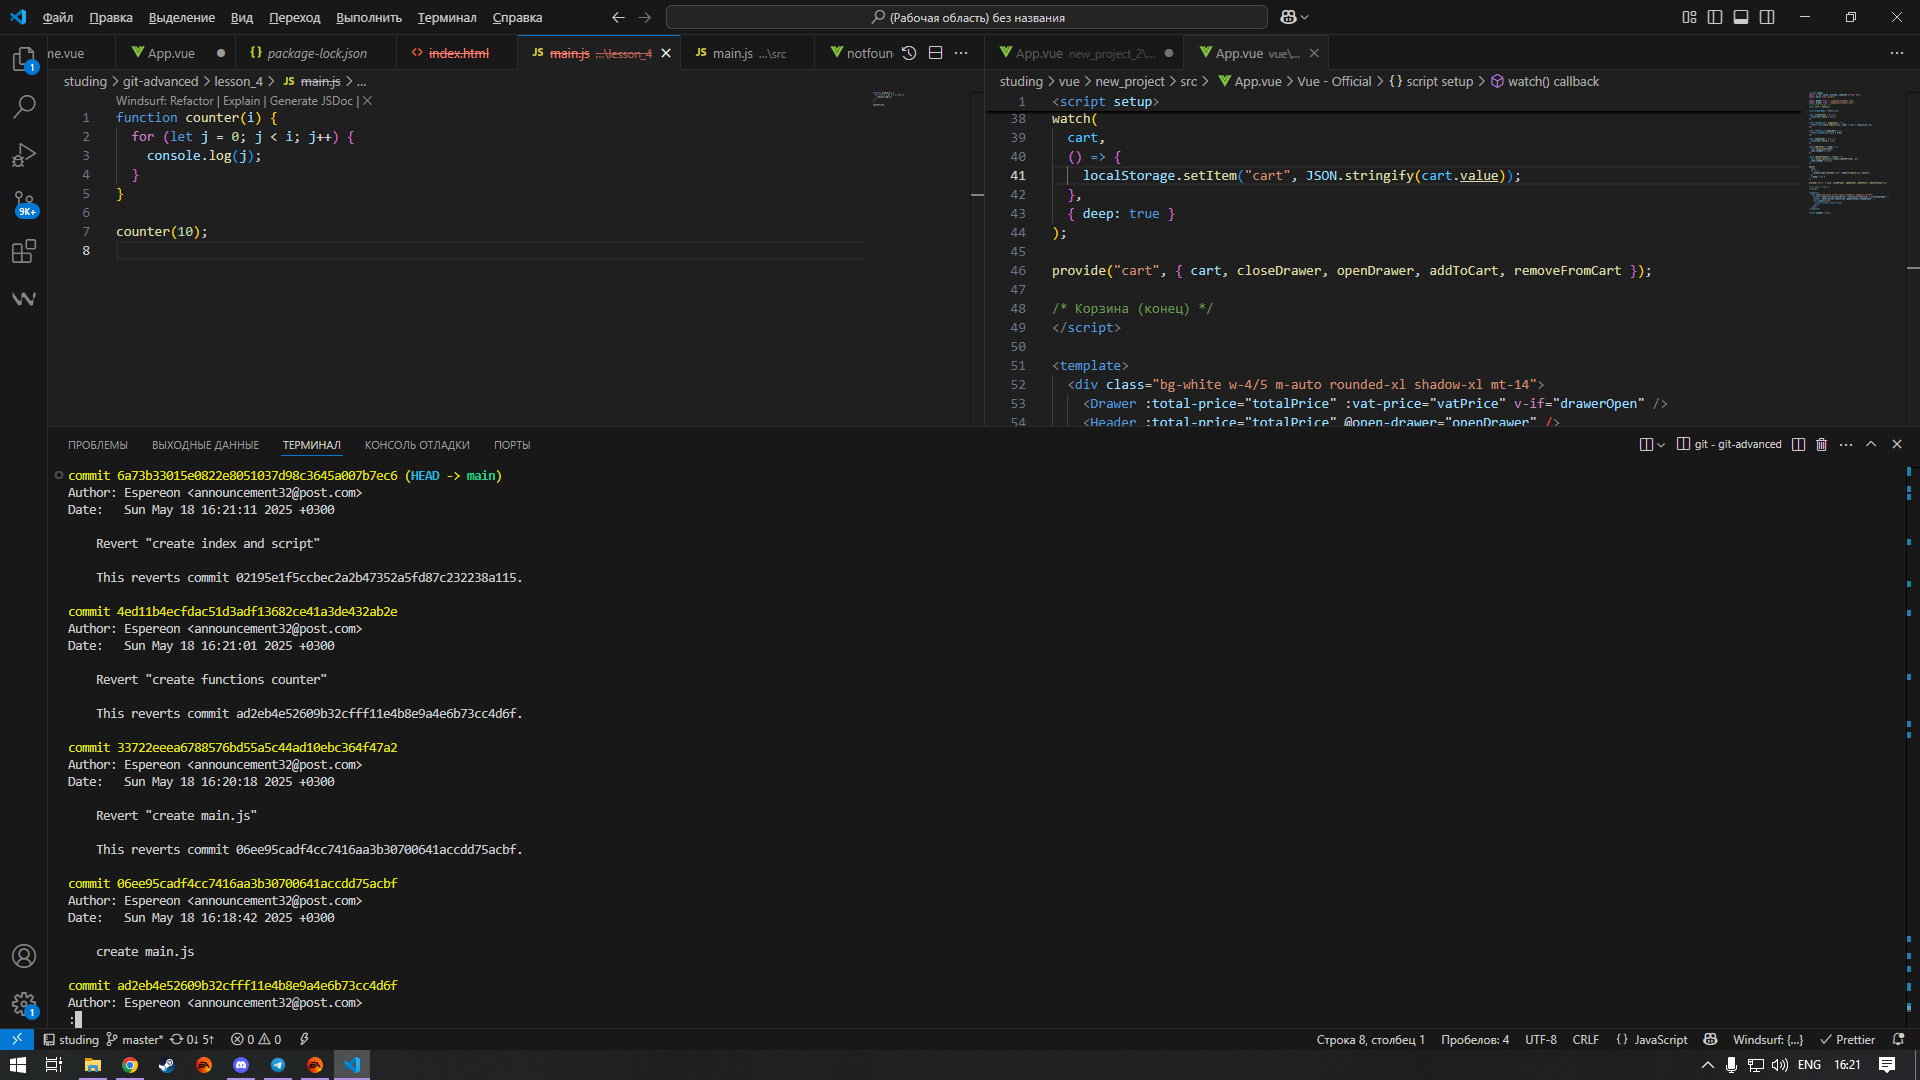 Файл Правка Выделение Вид Переход Выполнить Терминал Справка
(Рабочая область) без названия
me.vue App.vue package-lock.json index.html main.js ...\lesson_4 main.js ...\src notfoun
App.vue new_project_2\... App.vue vue\...
studing > git-advanced > lesson_4 > JS main.js > ...
studing > vue > new_project > src > App.vue > Vue - Official > {} script setup > watch() callback
Windsurf: Refactor | Explain | Generate JSDoc | X
1 function counter(i) {
2 for (let j = 0; j < i; j++) {
3 console.log(j);
4 }
5 }
6
7 counter(10);
8
1 <script setup>
38 watch(
39 cart,
40 () => {
41 localStorage.setItem("cart", JSON.stringify(cart.value));
42 },
43 { deep: true }
44 );
45
46 provide("cart", { cart, closeDrawer, openDrawer, addToCart, removeFromCart });
47
48 /* Корзина (конец) */
49 </script>
50
51 <template>
52 <div class="bg-white w-4/5 m-auto rounded-xl shadow-xl mt-14">
53 <Drawer :total-price="totalPrice" :vat-price="vatPrice" v-if="drawerOpen" />
54 <Header :total-price="totalPrice" @open-drawer="openDrawer" />
ПРОБЛЕМЫ ВЫХОДНЫЕ ДАННЫЕ ТЕРМИНАЛ КОНСОЛЬ ОТЛАДКИ ПОРТЫ
git - git-advanced
commit 6a73b33015e0822e8051037d98c3645a007b7ec6 (HEAD -> main)
Author: Espereon <announcement32@post.com>
Date: Sun May 18 16:21:11 2025 +0300
Revert "create index and script"
This reverts commit 02195e1f5ccbec2a2b47352a5fd87c232238a115.
commit 4ed11b4ecfdac51d3adf13682ce41a3de432ab2e
Author: Espereon <announcement32@post.com>
Date: Sun May 18 16:21:01 2025 +0300
Revert "create functions counter"
This reverts commit ad2eb4e52609b32cfff11e4b8e9a4e6b73cc4d6f.
commit 33722eeea6788576bd55a5c44ad10ebc364f47a2
Author: Espereon <announcement32@post.com>
Date: Sun May 18 16:20:18 2025 +0300
Revert "create main.js"
This reverts commit 06ee95cadf4cc7416aa3b30700641accdd75acbf.
commit 06ee95cadf4cc7416aa3b30700641accdd75acbf
Author: Espereon <announcement32@post.com>
Date: Sun May 18 16:18:42 2025 +0300
create main.js
commit ad2eb4e52609b32cfff11e4b8e9a4e6b73cc4d6f
Author: Espereon <announcement32@post.com>
:
1
9K+
1
studing master* 0↓ 5↑ 0 0 Строка 8, столбец 1 Пробелов: 4 UTF-8 CRLF {} JavaScript Windsurf: {...} Prettier
ENG 16:21